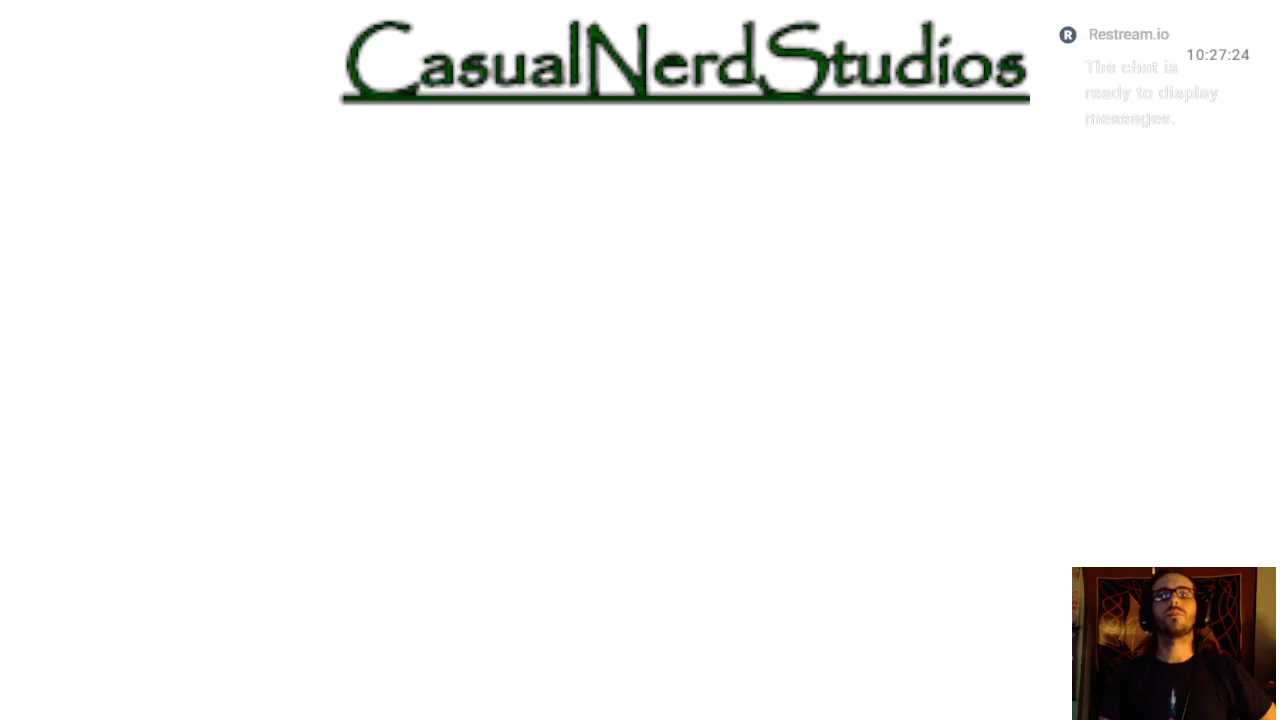 CasualNerdStudios
R Restream.io
10:27:24
The chat is
ready to display
messages.